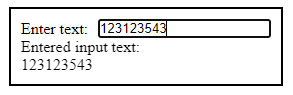 Enter text: 123123543
Entered input text:
123123543